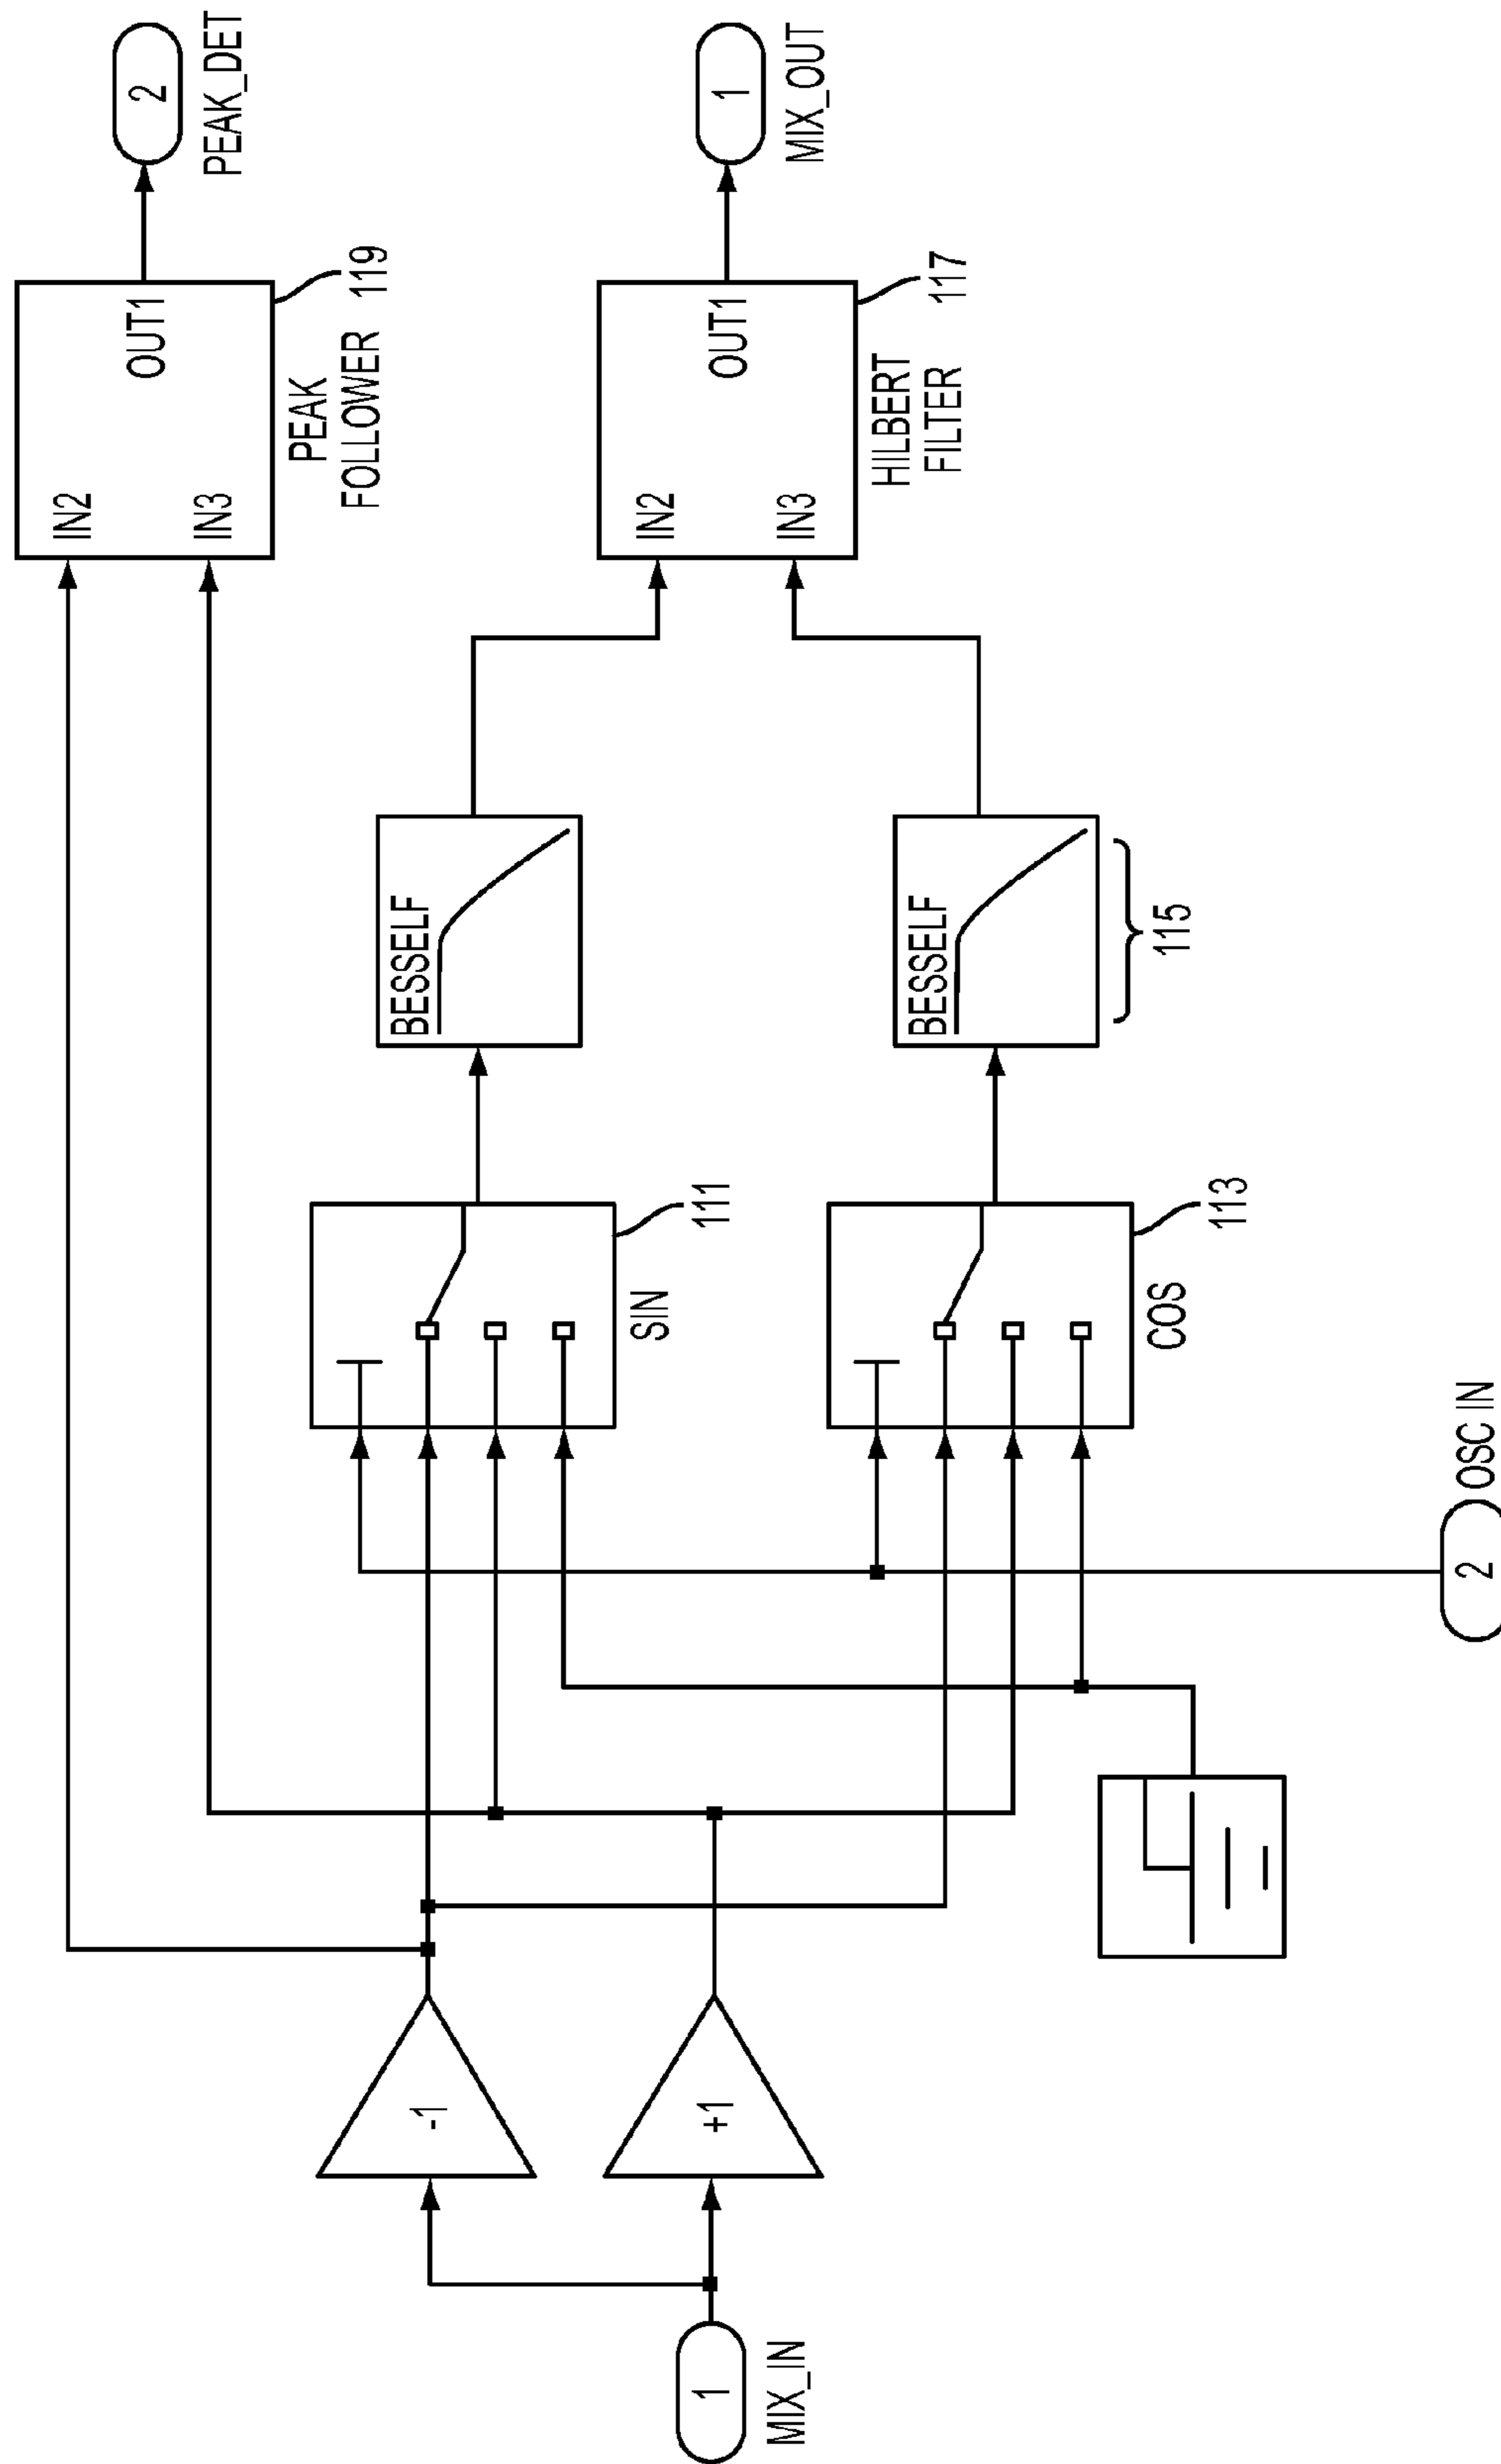 IN2
OUT1
IN3
2
PEAK_DET
PEAK
FOLLOWER
119
IN2
OUT1
IN3
1
MIX_OUT
HILBERT
FILTER
117
BESSELF
BESSELF
115
111
SIN
113
COS
-1
+1
1
MIX_IN
2
OSC IN